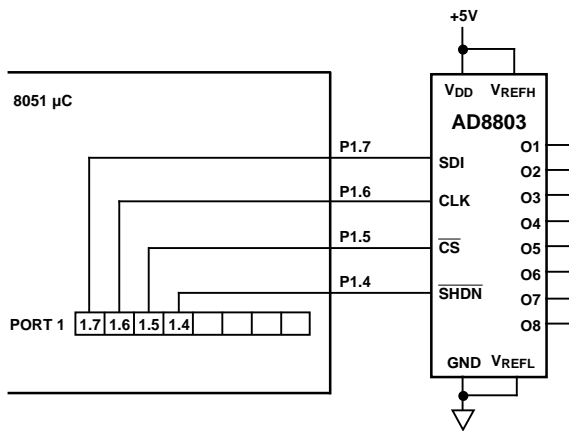 +5V
8051 µC
VDD VREFH
AD8803
P1.7
SDI
O1
O2
P1.6
CLK
O3
O4
P1.5
CS
O5
O6
P1.4
SHDN
O7
O8
PORT 1 1.7 1.6 1.5 1.4
GND VREFL